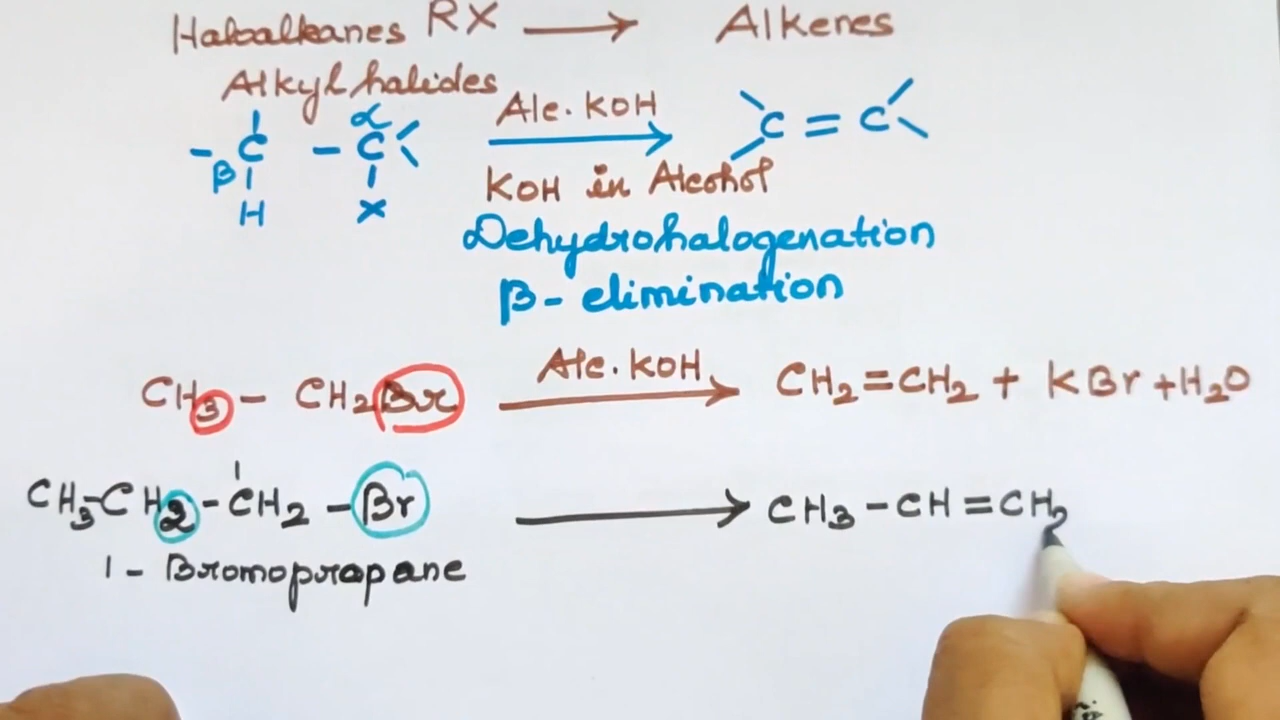 Haloalkanes RX ⟶ Alkenes
Alkyl halides
Alc. KOH
- C - C α C = C
β
H X
KOH in Alcohol
Dehydrohalogenation
β - elimination
Alc. KOH
CH3 - CH2Br ⟶ CH2=CH2 + KBr + H2O
CH3-CH2-CH2 - Br ⟶ CH3 - CH = CH2
1
1 - Bromopropane